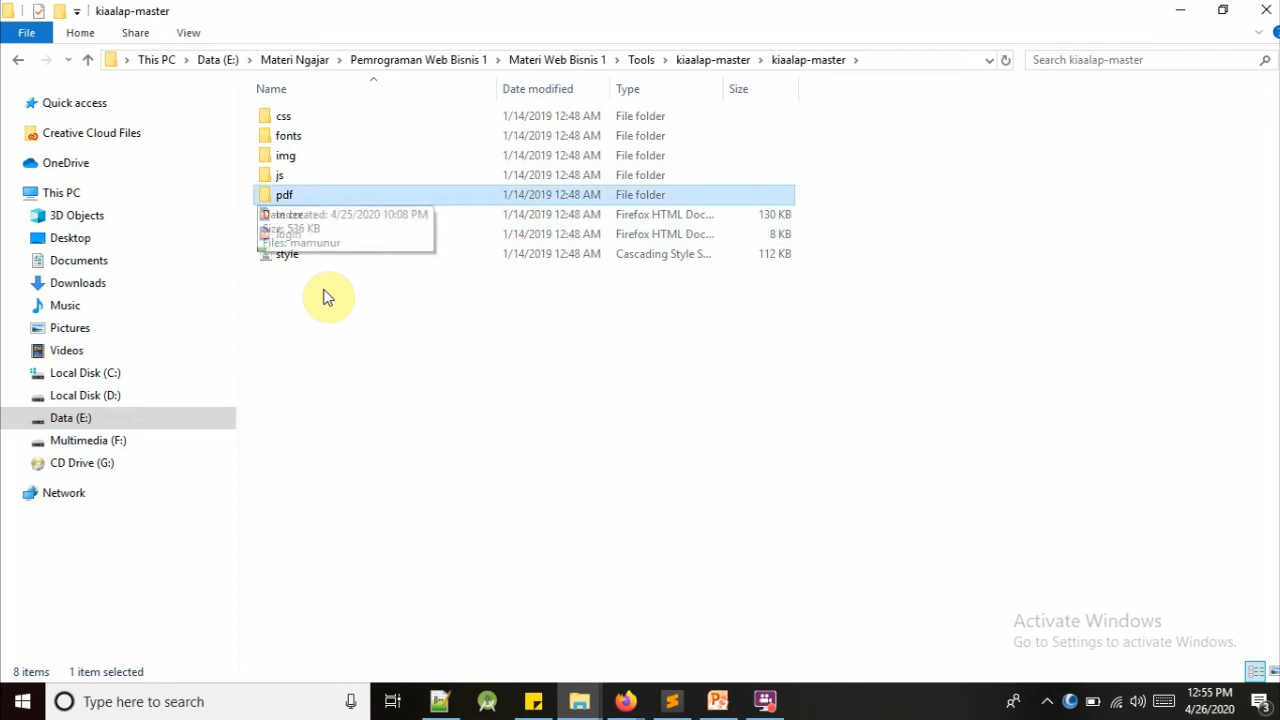 kiaalap-master
File Home Share View
This PC Data (E:) Materi Ngajar Pemrograman Web Bisnis 1 Materi Web Bisnis 1 Tools kiaalap-master kiaalap-master Search kiaalap-master
Name Date modified Type Size
Quick access
Creative Cloud Files
OneDrive
This PC
3D Objects
Desktop
Documents
Downloads
Music
Pictures
Videos
Local Disk (C:)
Local Disk (D:)
Data (E:)
Multimedia (F:)
CD Drive (G:)
Network
css 1/14/2019 12:48 AM File folder
fonts 1/14/2019 12:48 AM File folder
img 1/14/2019 12:48 AM File folder
js 1/14/2019 12:48 AM File folder
pdf 1/14/2019 12:48 AM File folder
index 1/14/2019 12:48 AM Firefox HTML Doc... 130 KB
login 1/14/2019 12:48 AM Firefox HTML Doc... 8 KB
style 1/14/2019 12:48 AM Cascading Style S... 112 KB
Date created: 4/25/2020 10:08 PM
Size: 536 KB
Files: mamunur
Activate Windows
Go to Settings to activate Windows.
8 items 1 item selected
Type here to search
12:55 PM
4/26/2020
3